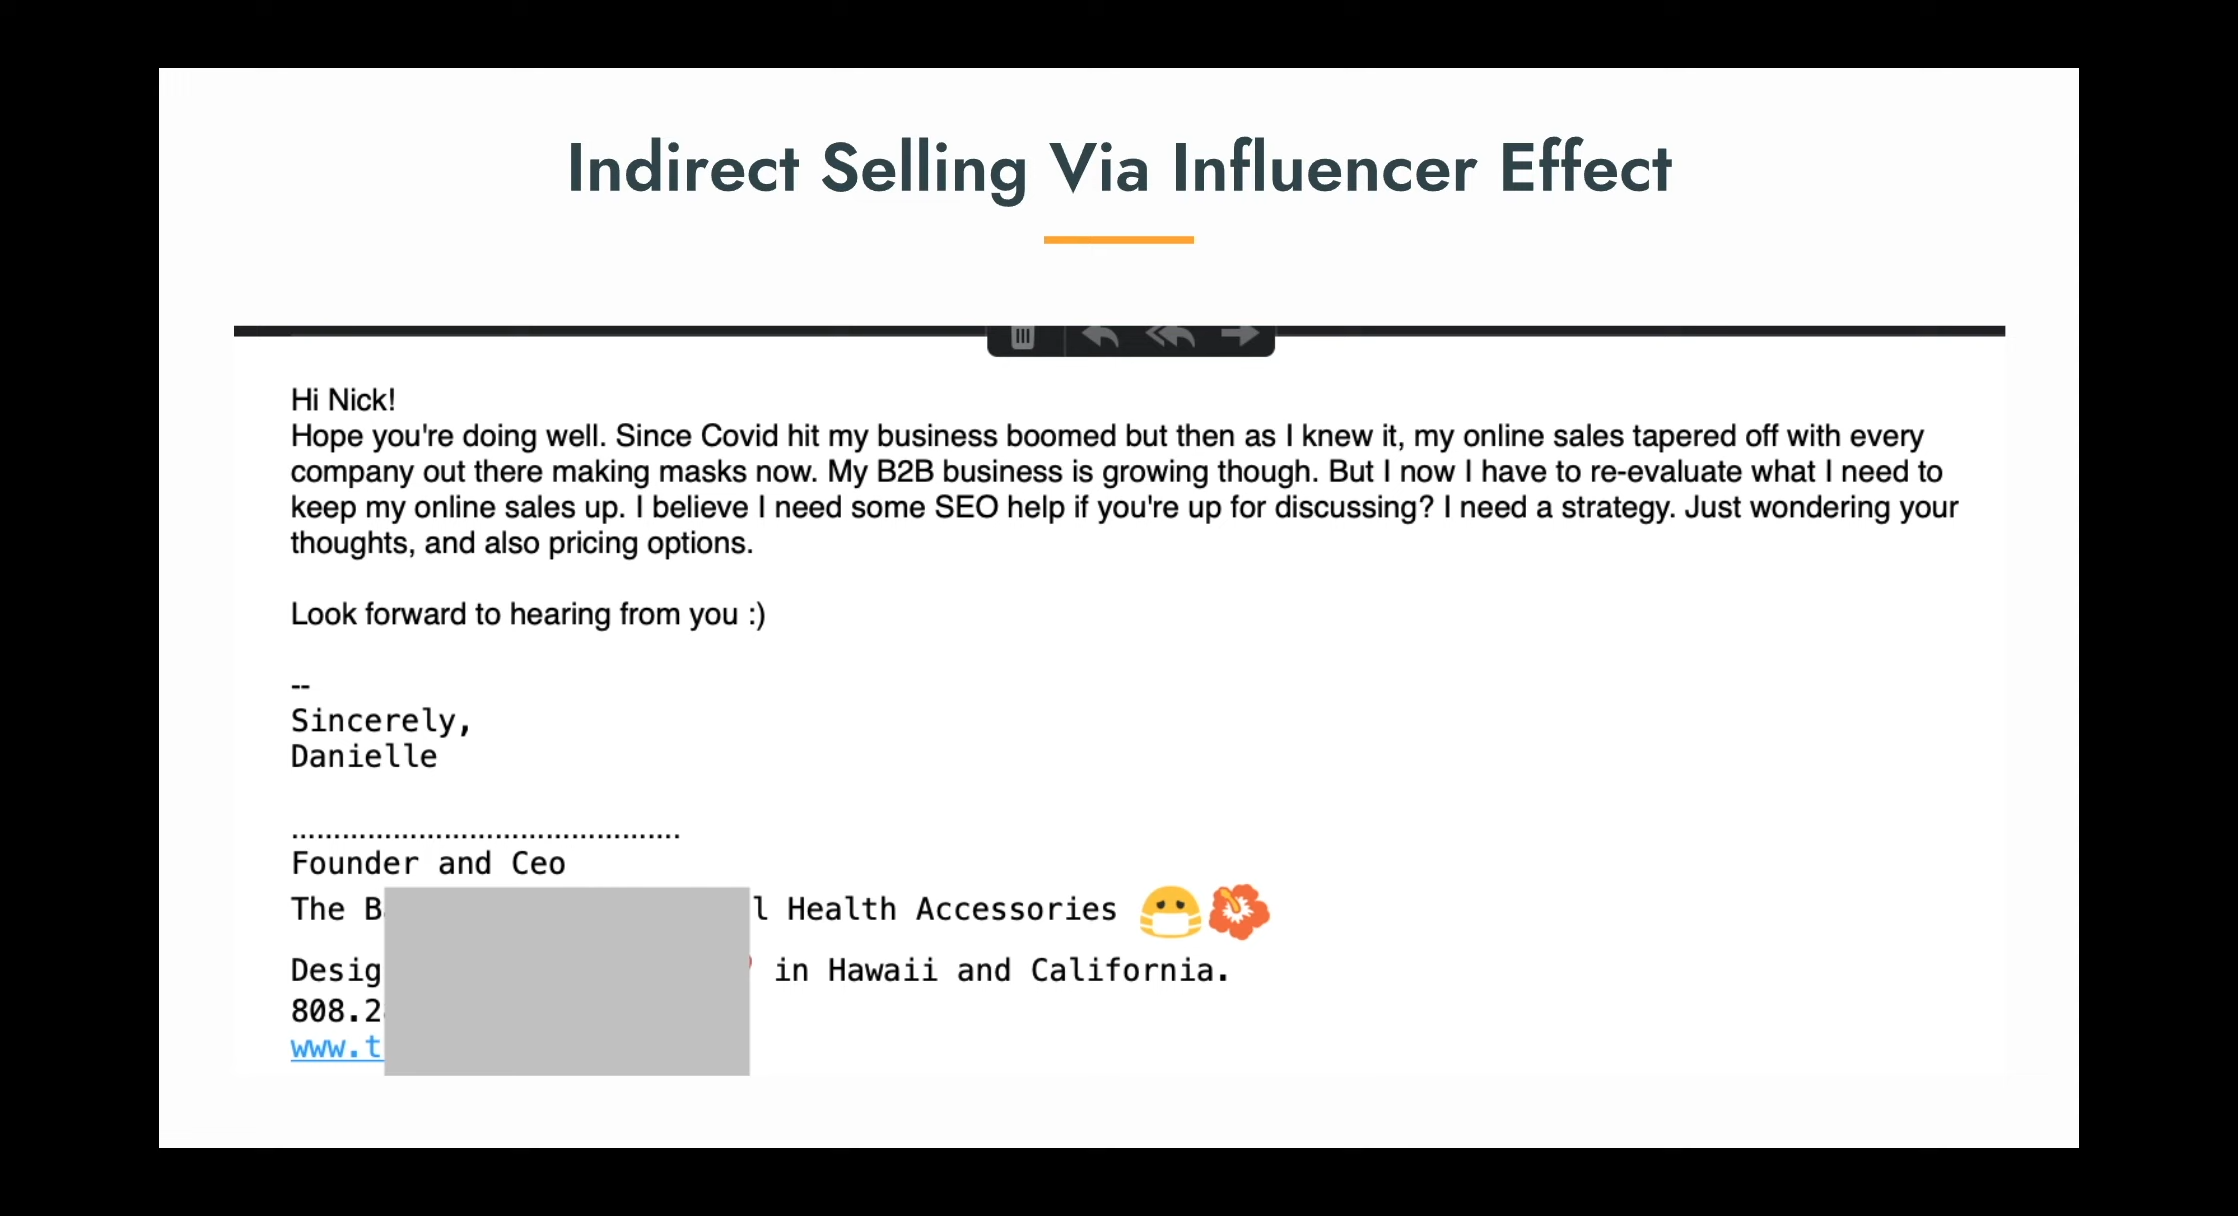 Indirect Selling Via Influencer Effect
Hi Nick!
Hope you're doing well. Since Covid hit my business boomed but then as I knew it, my online sales tapered off with every
company out there making masks now. My B2B business is growing though. But I now I have to re-evaluate what I need to
keep my online sales up. I believe I need some SEO help if you're up for discussing? I need a strategy. Just wondering your
thoughts, and also pricing options.
Look forward to hearing from you :)
--
Sincerely,
Danielle
...............................................
Founder and Ceo
The Health Accessories 😷🌺
in Hawaii and California.
808.2
www.t